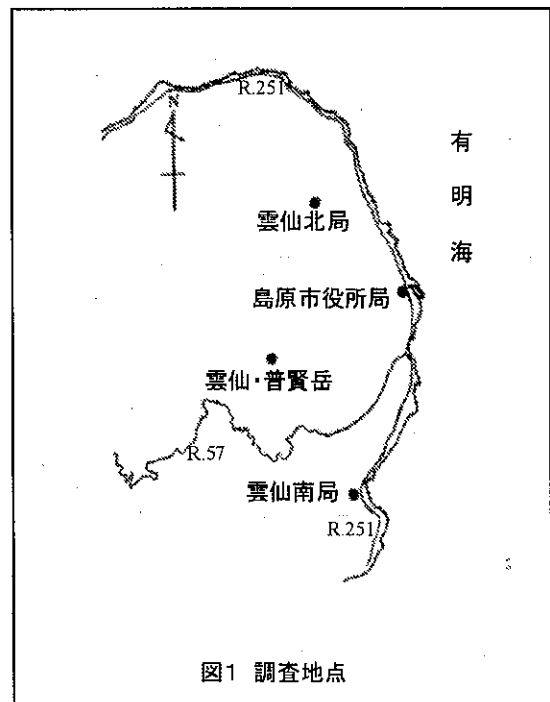 R.251
N
有明海
雲仙北局
島原市役所局
雲仙・普賢岳
R.57
雲仙南局
R.251
図1 調査地点